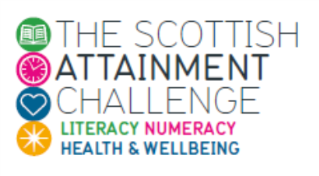 THE SCOTTISH
ATTAINMENT
CHALLENGE
LITERACY NUMERACY
HEALTH & WELLBEING